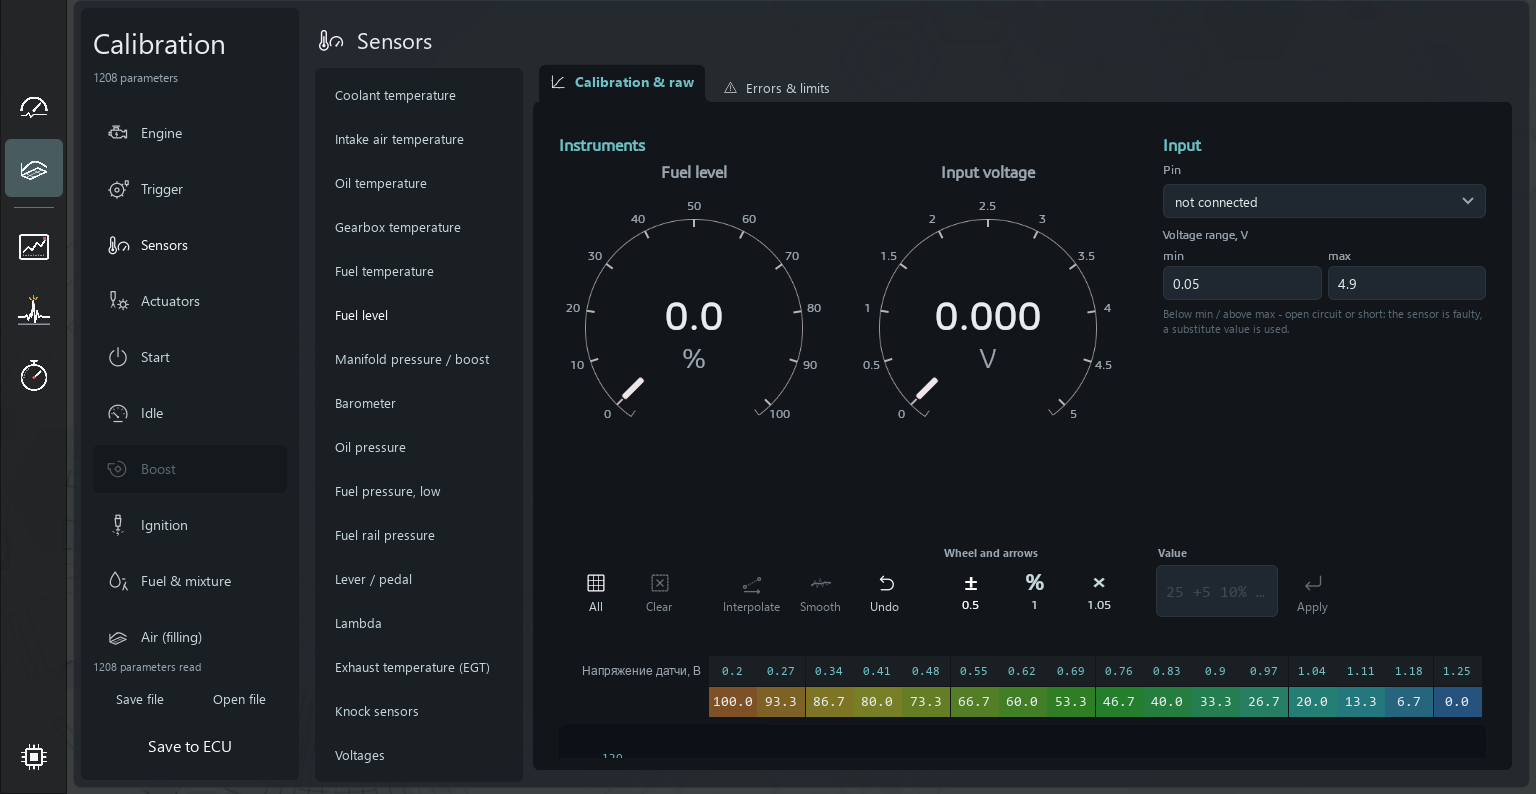 Calibration
1208 parameters
Engine
Trigger
Sensors
Actuators
Start
Idle
Boost
Ignition
Fuel & mixture
Air (filling)
1208 parameters read
Save file
Open file
Save to ECU
Sensors
Coolant temperature
Intake air temperature
Oil temperature
Gearbox temperature
Fuel temperature
Fuel level
Manifold pressure / boost
Barometer
Oil pressure
Fuel pressure, low
Fuel rail pressure
Lever / pedal
Lambda
Exhaust temperature (EGT)
Knock sensors
Voltages
Calibration & raw
Errors & limits
Instruments
Fuel level
0
10
20
30
40
50
60
70
80
90
100
0.0
%
Input voltage
0
0.5
1
1.5
2
2.5
3
3.5
4
4.5
5
0.000
V
Input
Pin
not connected
Voltage range, V
min
max
0.05
4.9
Below min / above max - open circuit or short: the sensor is faulty,
a substitute value is used.
All
Clear
Interpolate
Smooth
Undo
Wheel and arrows
±
0.5
%
1
×
1.05
Value
25 +5 10% …
Apply
Напряжение датчи, В 0.2 0.27 0.34 0.41 0.48 0.55 0.62 0.69 0.76 0.83 0.9 0.97 1.04 1.11 1.18 1.25
100.0 93.3 86.7 80.0 73.3 66.7 60.0 53.3 46.7 40.0 33.3 26.7 20.0 13.3 6.7 0.0